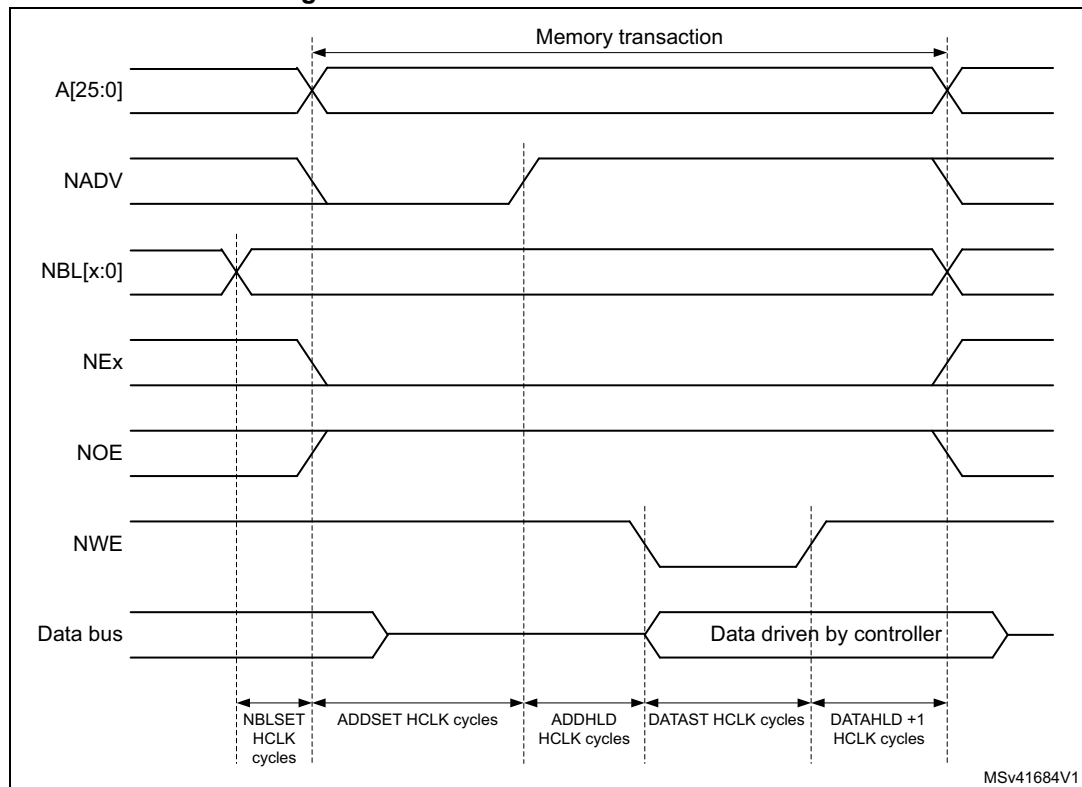 Memory transaction
A[25:0]
NADV
NBL[x:0]
NEx
NOE
NWE
Data bus
Data driven by controller
NBLSET
HCLK
cycles
ADDSET HCLK cycles
ADDHLD
HCLK cycles
DATAST HCLK cycles
DATAHLD +1
HCLK cycles
MSv41684V1